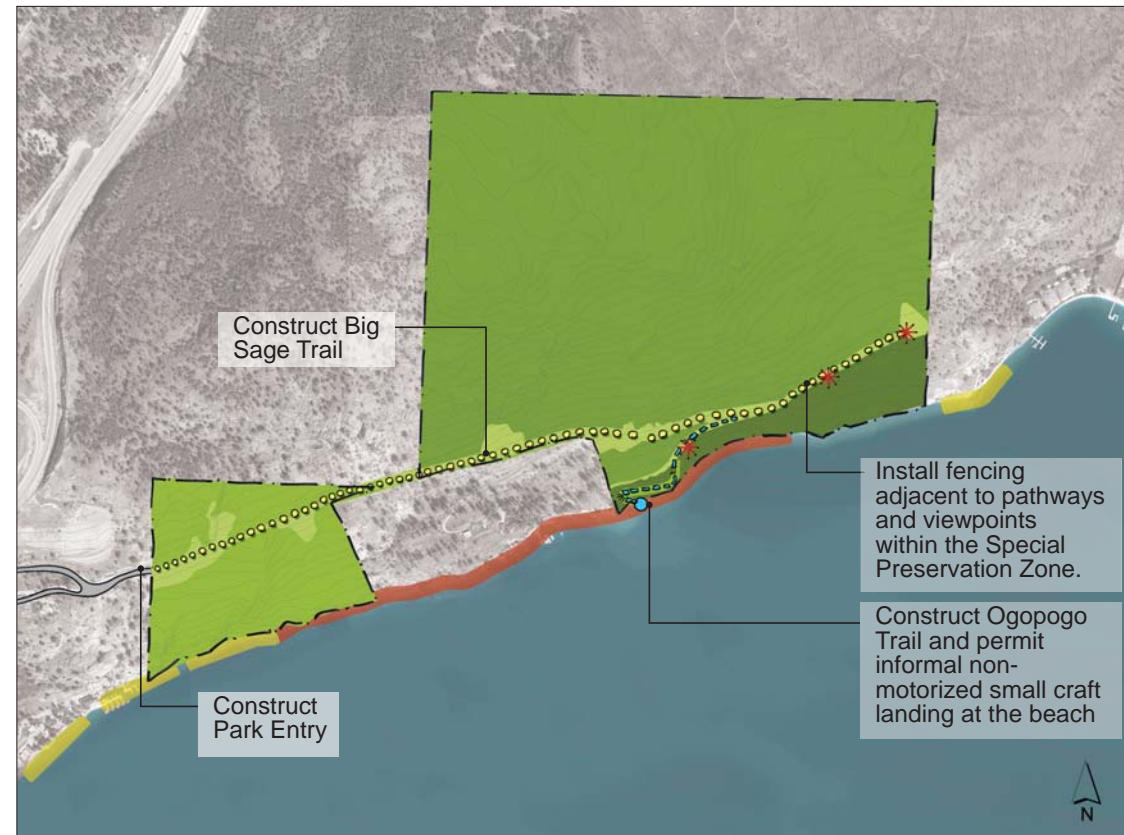 Construct Big
Sage Trail
Install fencing
adjacent to pathways
and viewpoints
within the Special
Preservation Zone.
Construct Ogopogo
Trail and permit
informal non-
motorized small craft
landing at the beach
Construct
Park Entry
N